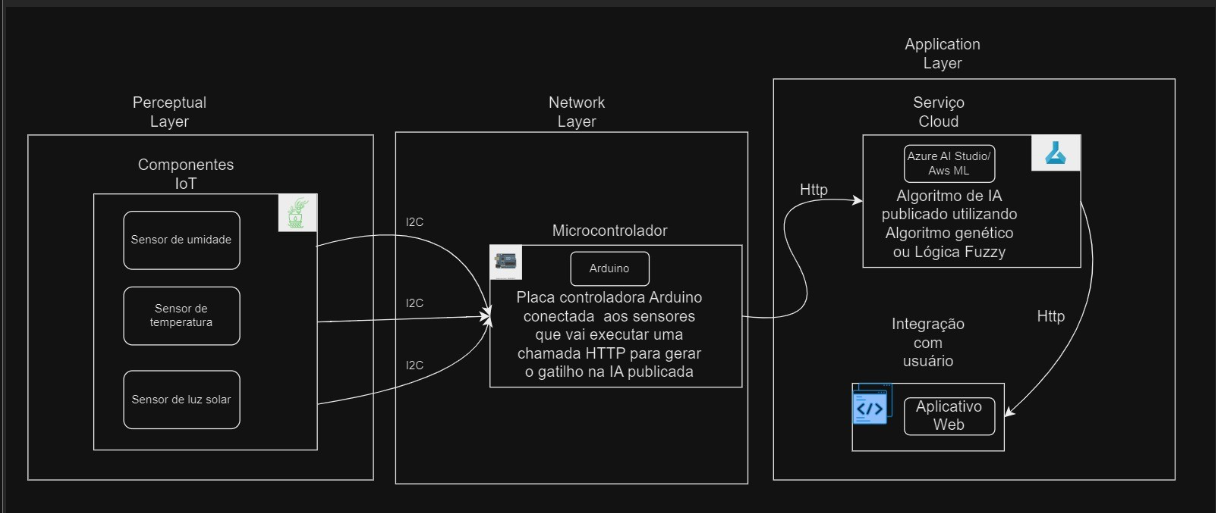 Perceptual
Layer
Componentes
IoT
Sensor de umidade
Sensor de
temperatura
Sensor de luz solar
I2C
I2C
I2C
Network
Layer
Microcontrolador
Arduino
Placa controladora Arduino
conectada aos sensores
que vai executar uma
chamada HTTP para gerar
o gatilho na IA publicada
Http
Application
Layer
Serviço
Cloud
Azure AI Studio/
Aws ML
Algoritmo de IA
publicado utilizando
Algoritmo genético
ou Lógica Fuzzy
Http
Integração
com
usuário
</>
Aplicativo
Web